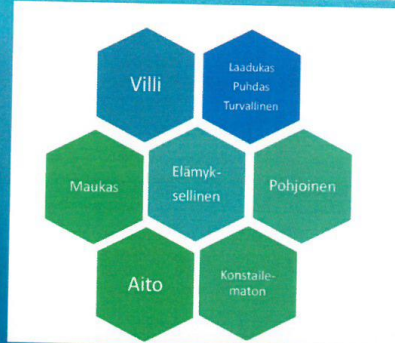 Villi
Laadukas
Puhdas
Turvallinen
Maukas
Elämyk-
sellinen
Pohjoinen
Aito
Konstaile-
maton